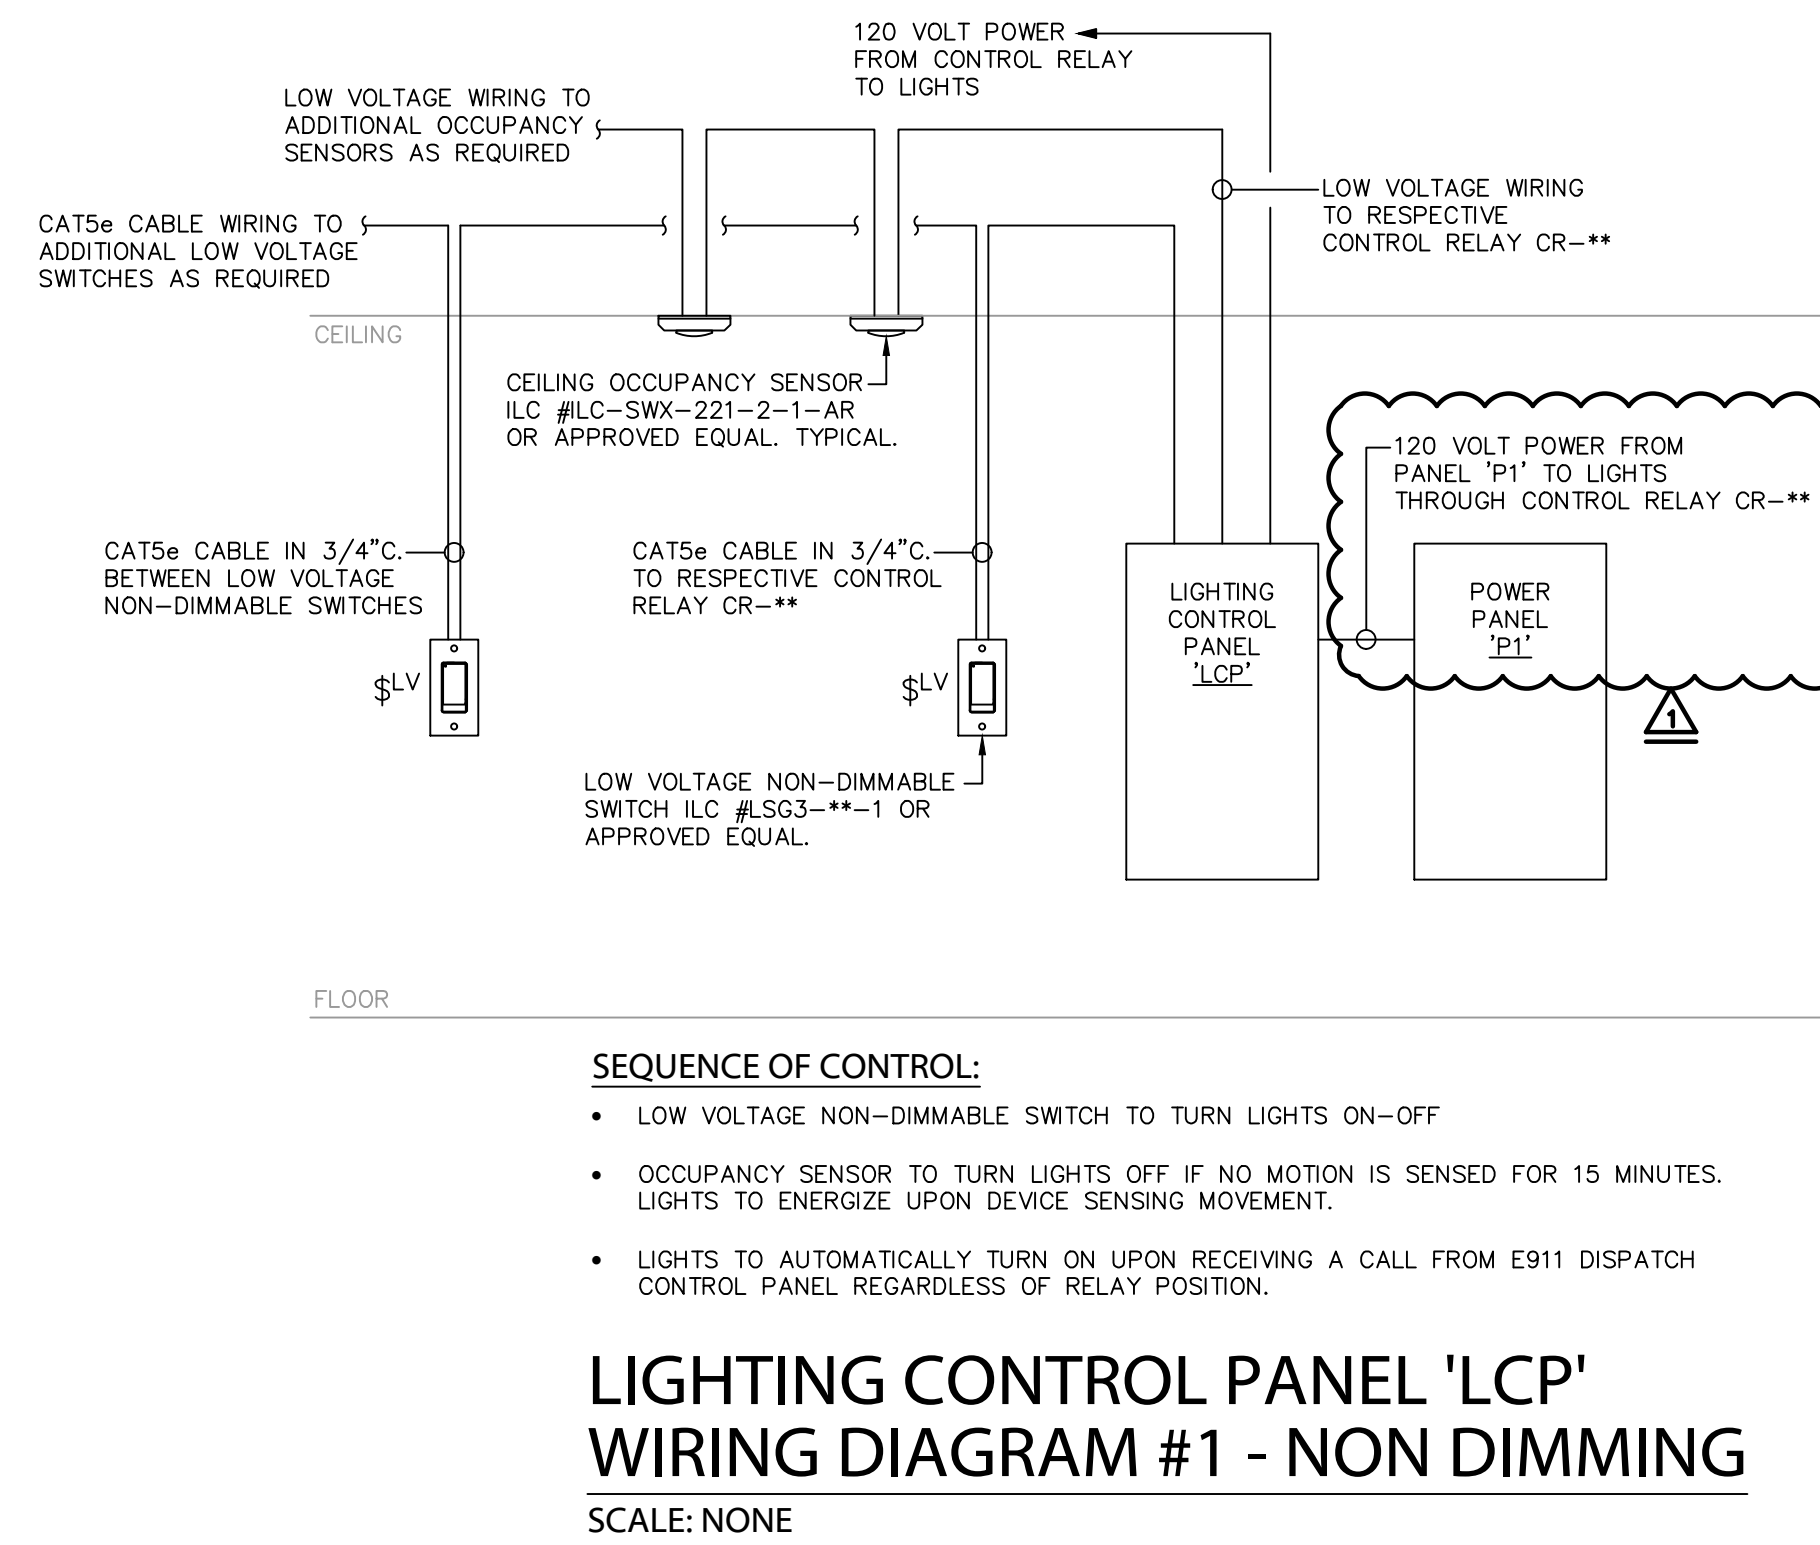 120 VOLT POWER
FROM CONTROL RELAY
TO LIGHTS
LOW VOLTAGE WIRING TO
ADDITIONAL OCCUPANCY
SENSORS AS REQUIRED
LOW VOLTAGE WIRING
TO RESPECTIVE
CONTROL RELAY CR-**
CAT5e CABLE WIRING TO
ADDITIONAL LOW VOLTAGE
SWITCHES AS REQUIRED
CEILING
CEILING OCCUPANCY SENSOR
ILC #ILC-SWX-221-2-1-AR
OR APPROVED EQUAL. TYPICAL.
120 VOLT POWER FROM
PANEL 'P1' TO LIGHTS
THROUGH CONTROL RELAY CR-**
CAT5e CABLE IN 3/4"C.
BETWEEN LOW VOLTAGE
NON-DIMMABLE SWITCHES
CAT5e CABLE IN 3/4"C.
TO RESPECTIVE CONTROL
RELAY CR-**
LIGHTING
CONTROL
PANEL
'LCP'
POWER
PANEL
'P1'
$LV
$LV
1
LOW VOLTAGE NON-DIMMABLE
SWITCH ILC #LSG3-**-1 OR
APPROVED EQUAL.
FLOOR
SEQUENCE OF CONTROL:
• LOW VOLTAGE NON-DIMMABLE SWITCH TO TURN LIGHTS ON-OFF
• OCCUPANCY SENSOR TO TURN LIGHTS OFF IF NO MOTION IS SENSED FOR 15 MINUTES.
LIGHTS TO ENERGIZE UPON DEVICE SENSING MOVEMENT.
• LIGHTS TO AUTOMATICALLY TURN ON UPON RECEIVING A CALL FROM E911 DISPATCH
CONTROL PANEL REGARDLESS OF RELAY POSITION.
LIGHTING CONTROL PANEL 'LCP'
WIRING DIAGRAM #1 - NON DIMMING
SCALE: NONE